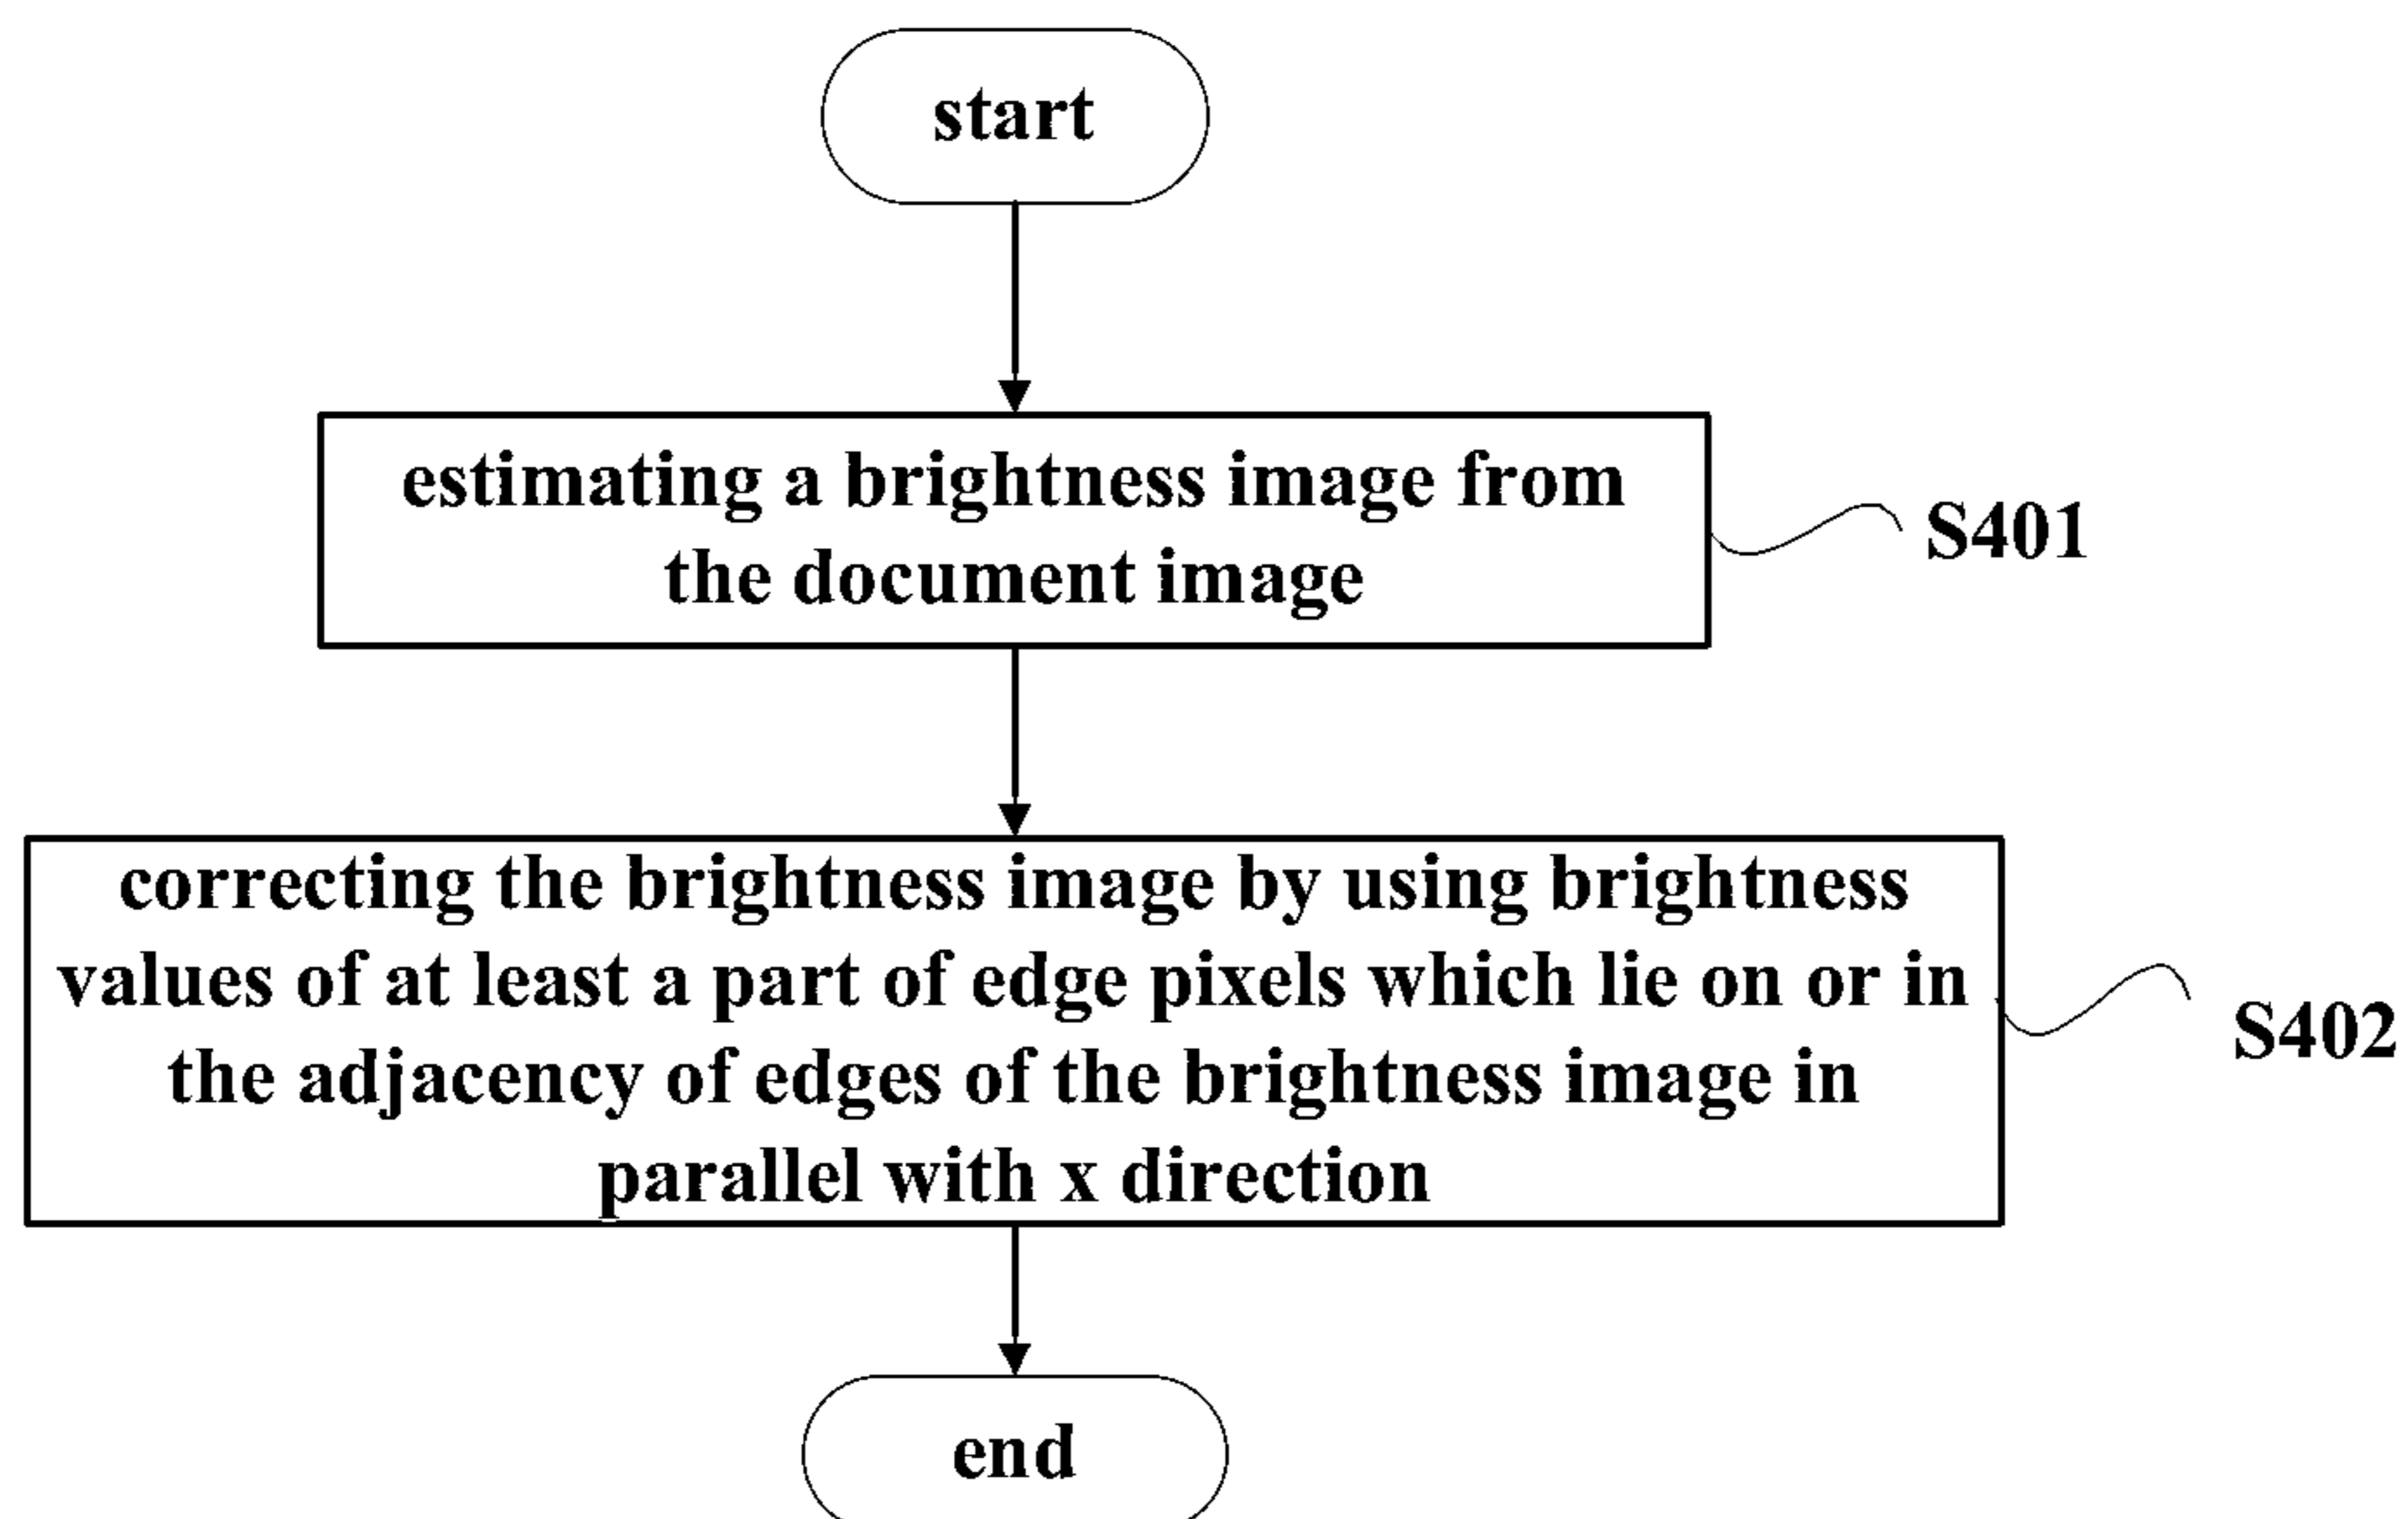 start
estimating a brightness image from
the document image
S401
correcting the brightness image by using brightness
values of at least a part of edge pixels which lie on or in
the adjacency of edges of the brightness image in
parallel with x direction
S402
end